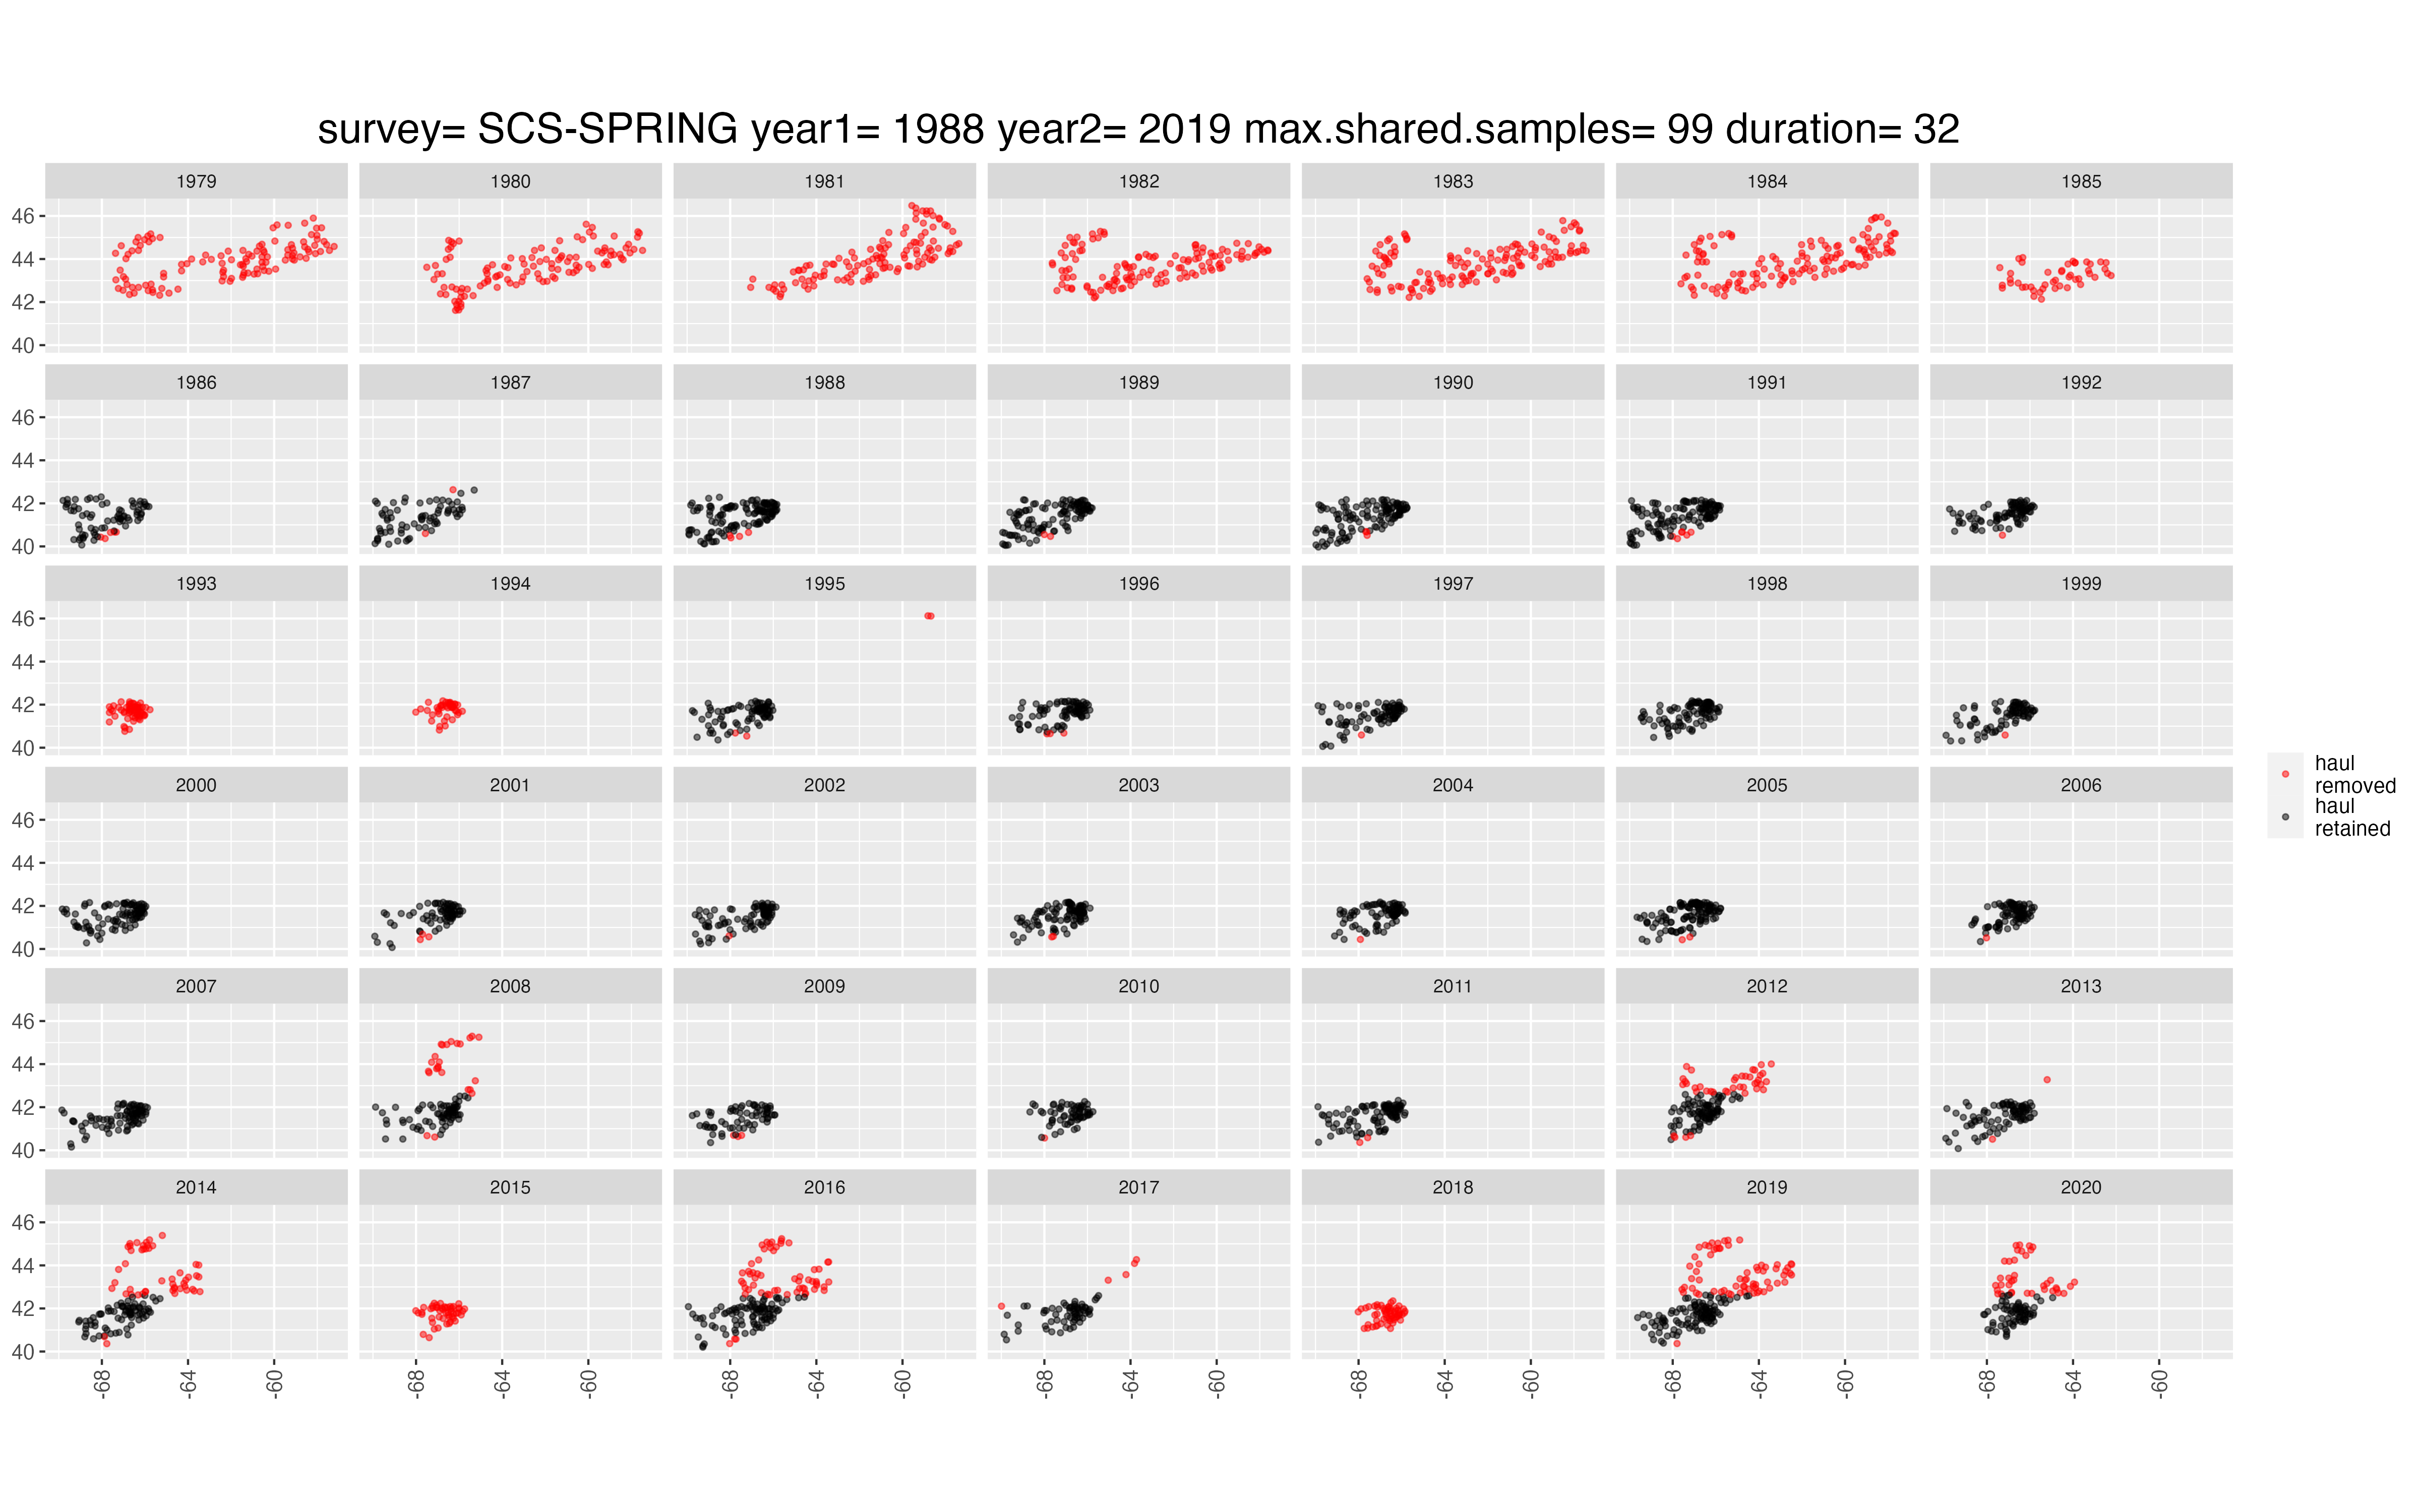 survey= SCS-SPRING year1= 1988 year2= 2019 max.shared.samples= 99 duration= 32
1979 1980 1981 1982 1983 1984 1985
46
44
42
40
1986 1987 1988 1989 1990 1991 1992
46
44
42
40
1993 1994 1995 1996 1997 1998 1999
46
44
42
40
2000 2001 2002 2003 2004 2005 2006
46
44
42
40
2007 2008 2009 2010 2011 2012 2013
46
44
42
40
2014 2015 2016 2017 2018 2019 2020
46
44
42
40
-68 -64 -60 -68 -64 -60 -68 -64 -60 -68 -64 -60 -68 -64 -60 -68 -64 -60 -68 -64 -60
haul
removed
haul
retained